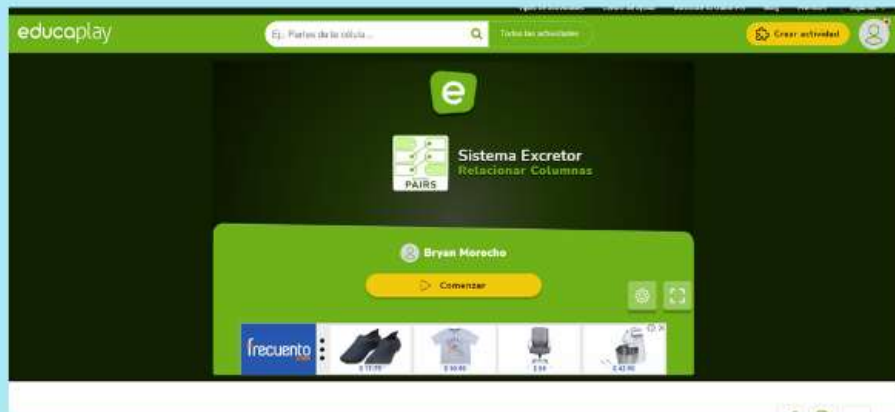 educaplay
Ej.: Partes de la célula...
Todas las actividades
Crear actividad
e
PAIRS
Sistema Excretor
Relacionar Columnas
Bryan Morocho
Comenzar
frecuento